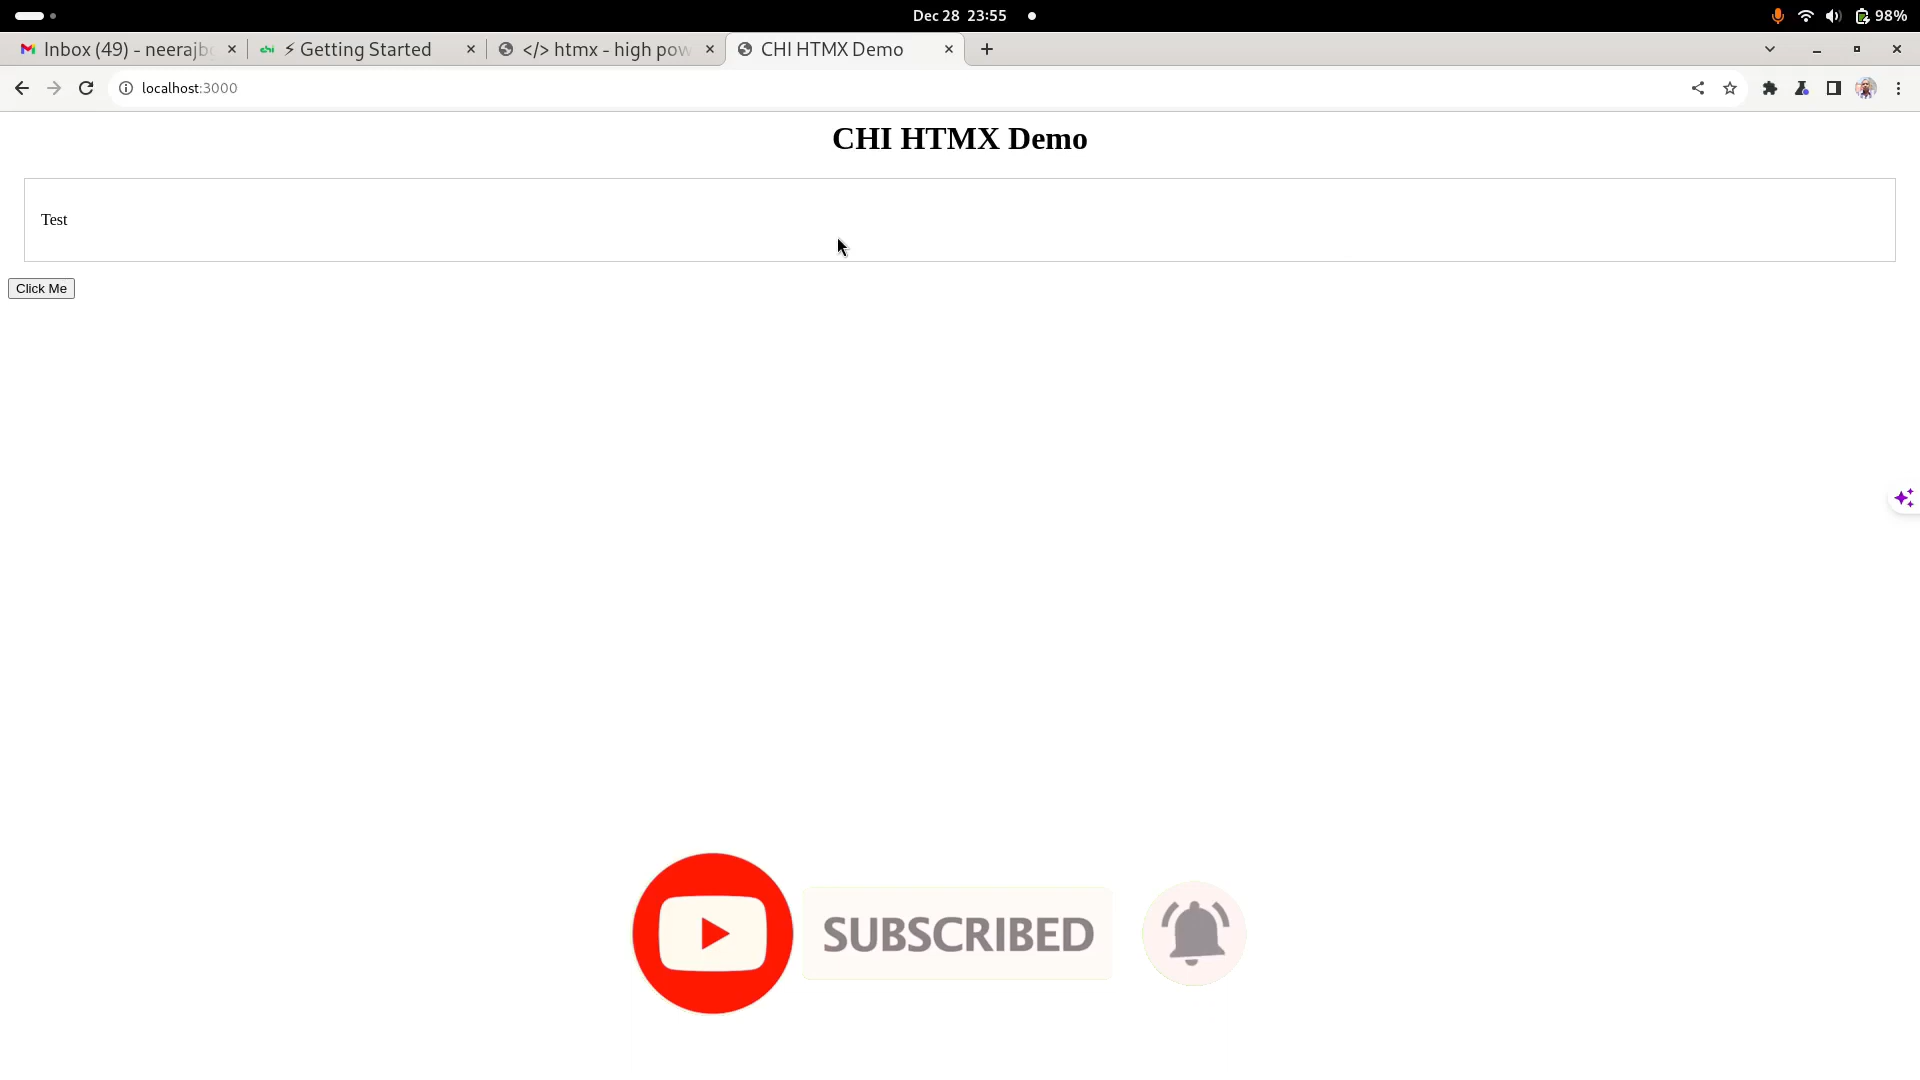 Dec 28 23:55
98%
Inbox (49) - neerajb
⚡ Getting Started
</> htmx - high pow
CHI HTMX Demo
localhost:3000
CHI HTMX Demo
Test
Click Me
SUBSCRIBED